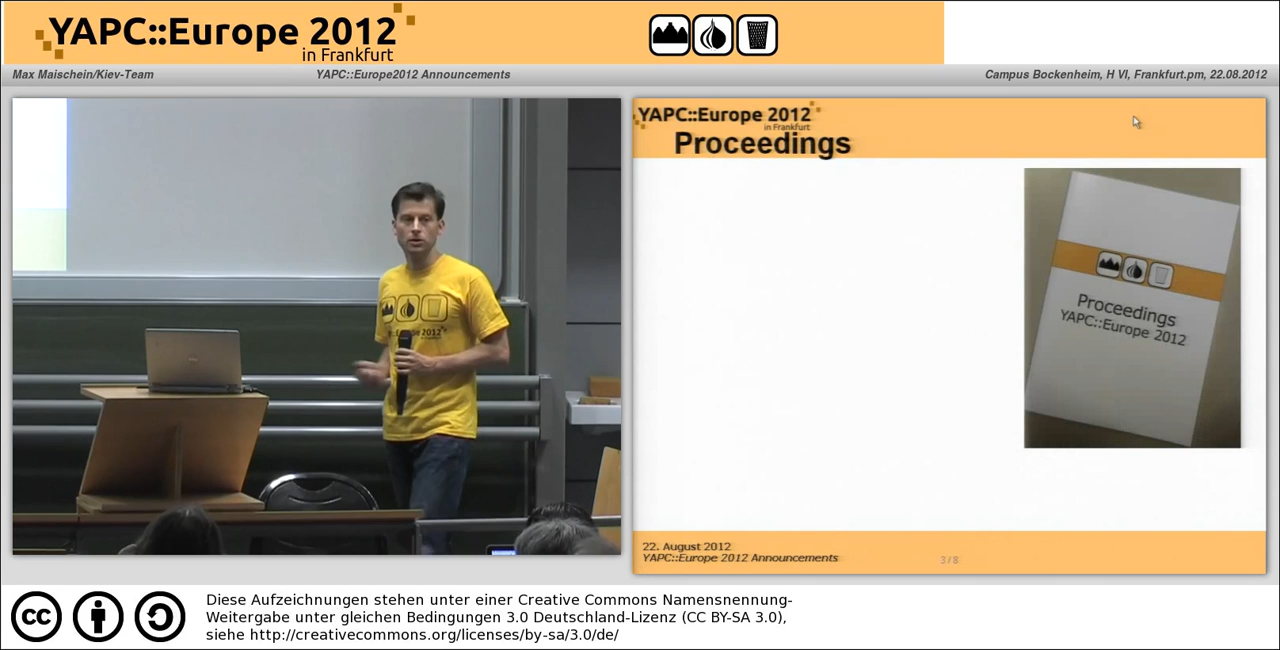 YAPC::Europe 2012
in Frankfurt
Max Maischein/Kiev-Team
YAPC::Europe2012 Announcements
Campus Bockenheim, H VI, Frankfurt.pm, 22.08.2012
Europe 2012
YAPC::Europe 2012
in Frankfurt
Proceedings
Proceedings
YAPC::Europe 2012
22. August 2012
YAPC::Europe 2012 Announcements
3/8
cc
Diese Aufzeichnungen stehen unter einer Creative Commons Namensnennung-
Weitergabe unter gleichen Bedingungen 3.0 Deutschland-Lizenz (CC BY-SA 3.0),
siehe http://creativecommons.org/licenses/by-sa/3.0/de/